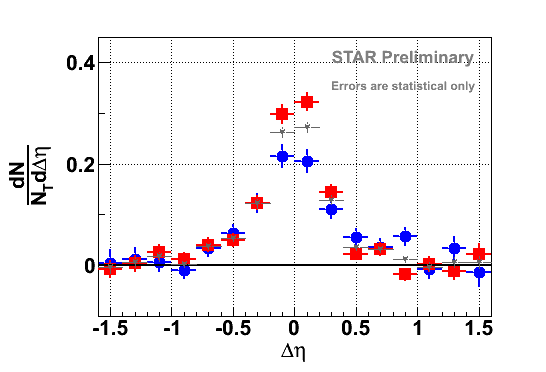 STAR Preliminary
Errors are statistical only
0.4
0.2
0
dN
N_T dΔη
-1.5 -1 -0.5 0 0.5 1 1.5
Δη